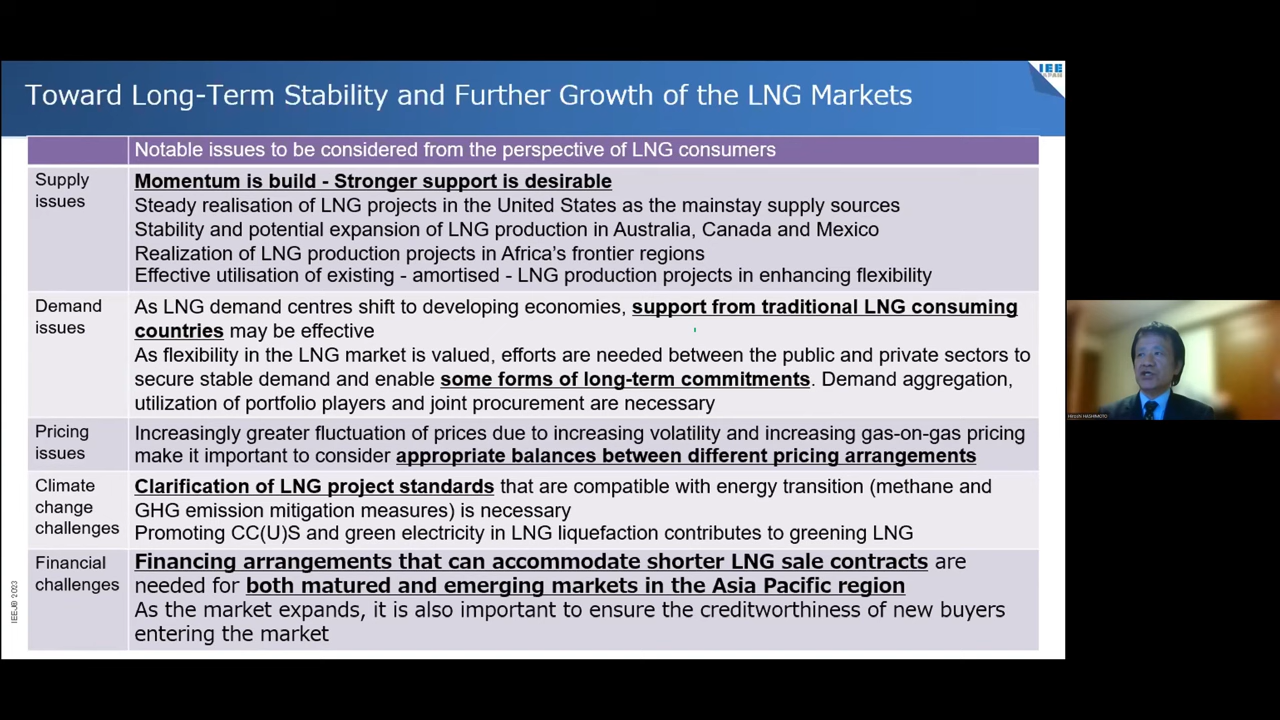 IEE
JAPAN
Toward Long-Term Stability and Further Growth of the LNG Markets
Notable issues to be considered from the perspective of LNG consumers
Supply
issues
Momentum is build - Stronger support is desirable
Steady realisation of LNG projects in the United States as the mainstay supply sources
Stability and potential expansion of LNG production in Australia, Canada and Mexico
Realization of LNG production projects in Africa's frontier regions
Effective utilisation of existing - amortised - LNG production projects in enhancing flexibility
Demand
issues
As LNG demand centres shift to developing economies, support from traditional LNG consuming
countries may be effective
As flexibility in the LNG market is valued, efforts are needed between the public and private sectors to
secure stable demand and enable some forms of long-term commitments. Demand aggregation,
utilization of portfolio players and joint procurement are necessary
Pricing
issues
Increasingly greater fluctuation of prices due to increasing volatility and increasing gas-on-gas pricing
make it important to consider appropriate balances between different pricing arrangements
Climate
change
challenges
Clarification of LNG project standards that are compatible with energy transition (methane and
GHG emission mitigation measures) is necessary
Promoting CC(U)S and green electricity in LNG liquefaction contributes to greening LNG
Financial
challenges
Financing arrangements that can accommodate shorter LNG sale contracts are
needed for both matured and emerging markets in the Asia Pacific region
As the market expands, it is also important to ensure the creditworthiness of new buyers
entering the market
IEEJ© 2023
Hiroshi HASHIMOTO